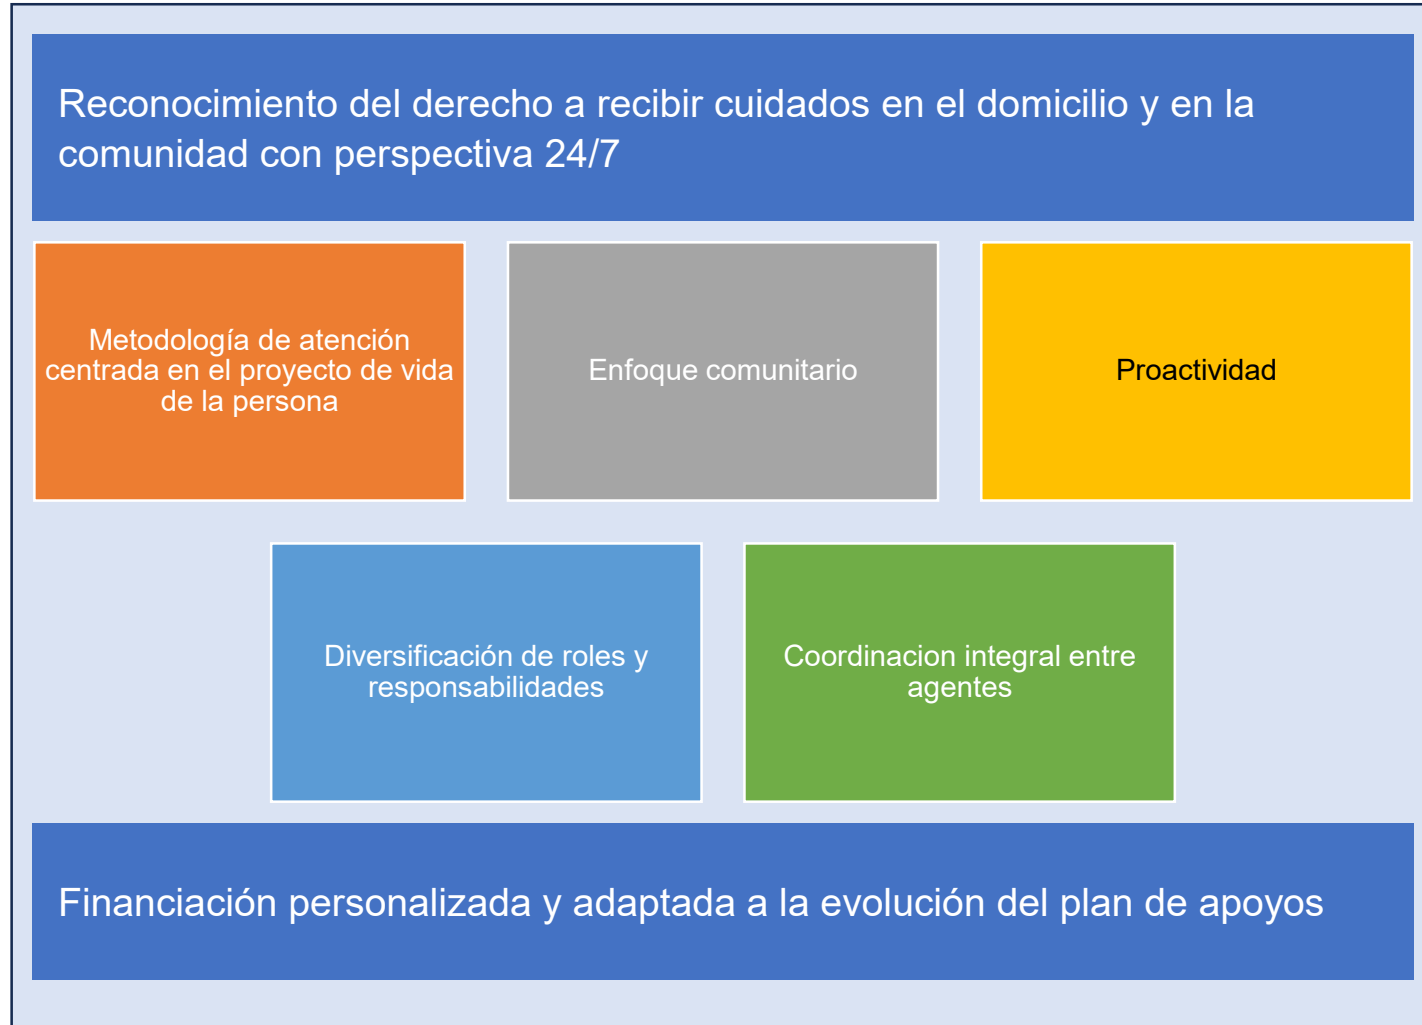 Reconocimiento del derecho a recibir cuidados en el domicilio y en la
comunidad con perspectiva 24/7
Metodología de atención
centrada en el proyecto de vida
de la persona
Enfoque comunitario
Proactividad
Diversificación de roles y
responsabilidades
Coordinacion integral entre
agentes
Financiación personalizada y adaptada a la evolución del plan de apoyos